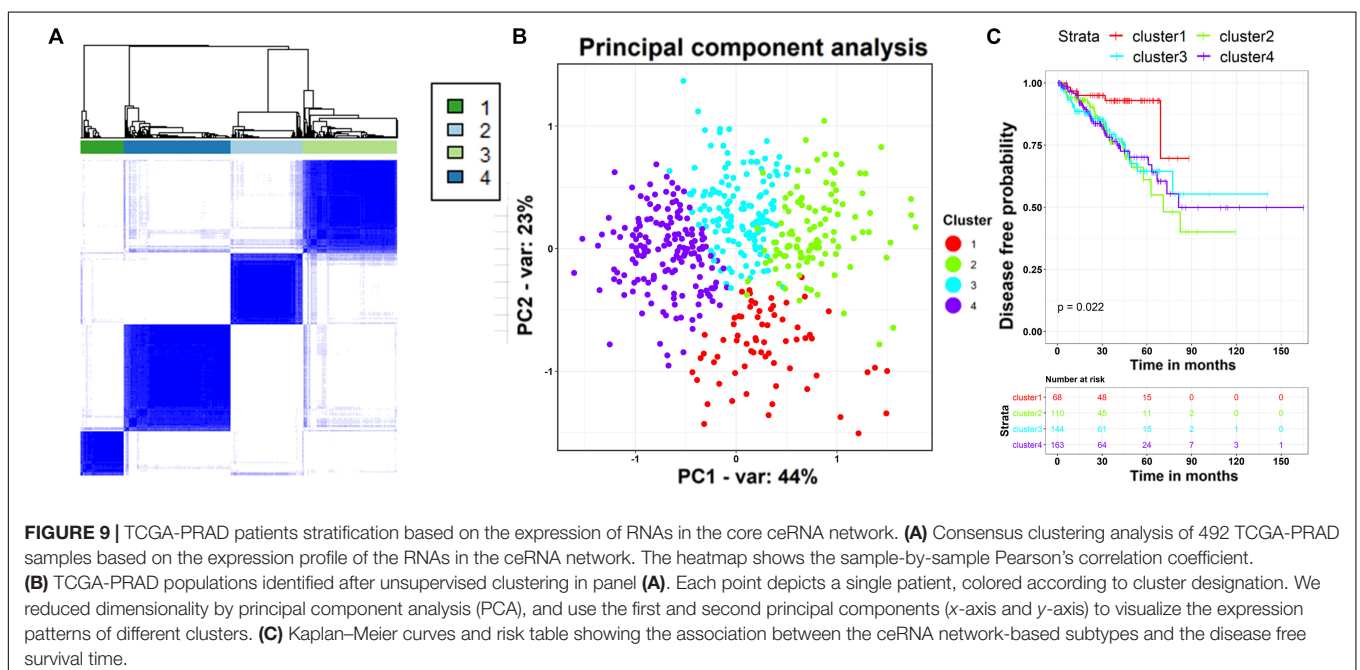 A
1
2
3
4
B
Principal component analysis
PC2 - var: 23%
1
0
-1
-1
0
1
PC1 - var: 44%
Cluster
1
2
3
4
C
Strata cluster1 cluster2
cluster3 cluster4
Disease free probability
1.00
0.75
0.50
0.25
0.00
p = 0.022
0 30 60 90 120 150
Time in months
Number at risk
Strata
cluster1 68 48 15 0 0 0
cluster2 110 45 11 2 0 0
cluster3 144 61 15 2 1 0
cluster4 163 64 24 7 3 1
0 30 60 90 120 150
Time in months
FIGURE 9 | TCGA-PRAD patients stratification based on the expression of RNAs in the core ceRNA network. (A) Consensus clustering analysis of 492 TCGA-PRAD
samples based on the expression profile of the RNAs in the ceRNA network. The heatmap shows the sample-by-sample Pearson's correlation coefficient.
(B) TCGA-PRAD populations identified after unsupervised clustering in panel (A). Each point depicts a single patient, colored according to cluster designation. We
reduced dimensionality by principal component analysis (PCA), and use the first and second principal components (x-axis and y-axis) to visualize the expression
patterns of different clusters. (C) Kaplan–Meier curves and risk table showing the association between the ceRNA network-based subtypes and the disease free
survival time.